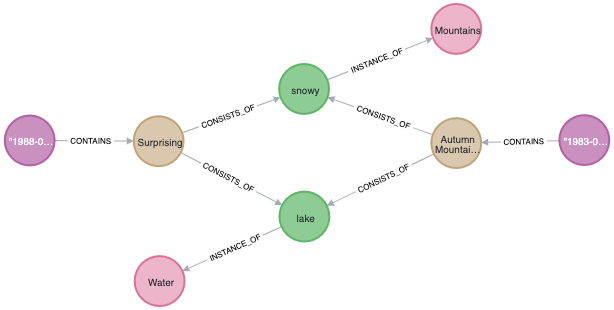 Mountains
INSTANCE_OF
snowy
CONSISTS_OF
CONSISTS_OF
"1988-0...
CONTAINS
Surprising
Autumn
Mountai...
CONTAINS
"1983-0...
CONSISTS_OF
CONSISTS_OF
lake
INSTANCE_OF
Water